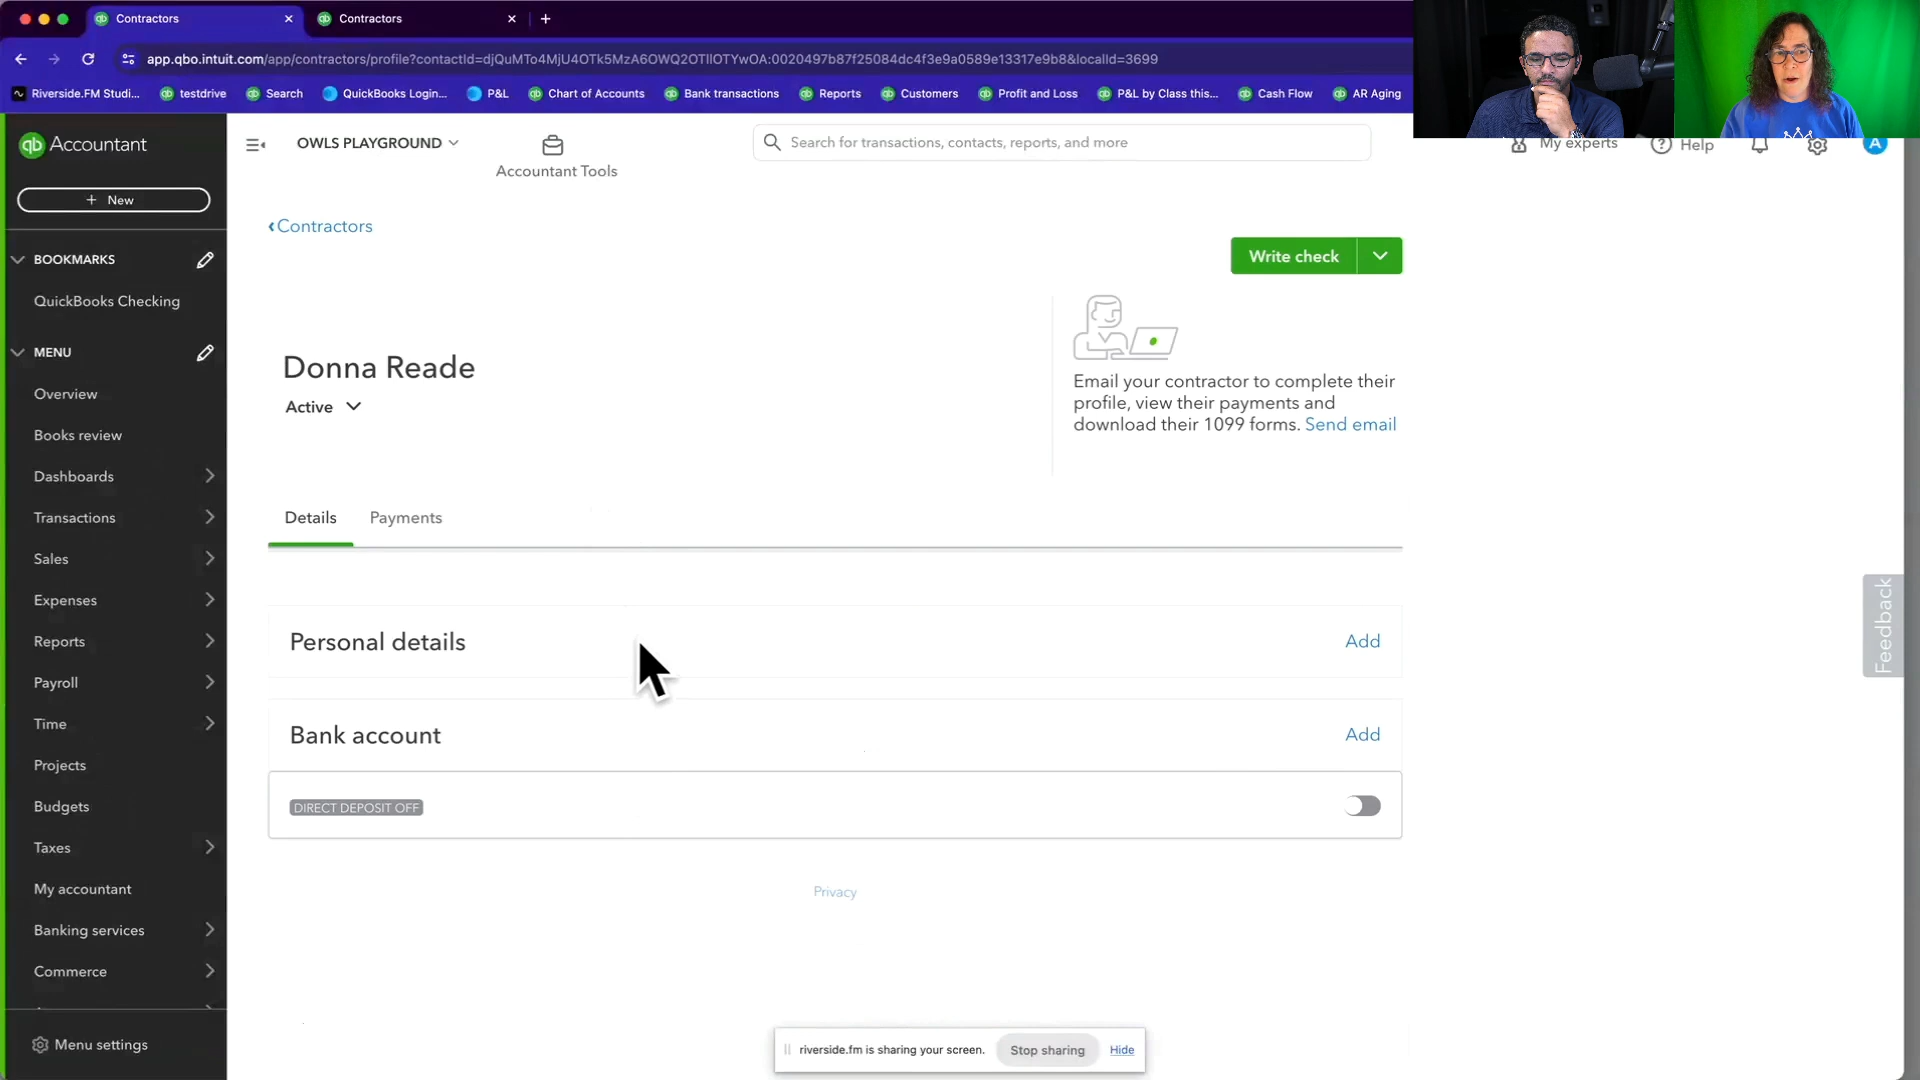 Contractors
Contractors
app.qbo.intuit.com/app/contractors/profile?contactId=djQuMTo4MjU4OTk5MzA6OWQ2OTllOTYwOA:0020497b87f25084dc4f3e9a0589e13317e9b8&localId=3699
Riverside.FM Studi...
testdrive
Search
QuickBooks Login...
P&L
Chart of Accounts
Bank transactions
Reports
Customers
Profit and Loss
P&L by Class this...
Cash Flow
AR Aging
qb Accountant
OWLS PLAYGROUND
Accountant Tools
Search for transactions, contacts, reports, and more
My experts
Help
A
+ New
BOOKMARKS
QuickBooks Checking
MENU
Overview
Books review
Dashboards
Transactions
Sales
Expenses
Reports
Payroll
Time
Projects
Budgets
Taxes
My accountant
Banking services
Commerce
Menu settings
Contractors
Write check
Donna Reade
Active
Email your contractor to complete their
profile, view their payments and
download their 1099 forms. Send email
Details
Payments
Personal details
Add
Bank account
Add
DIRECT DEPOSIT OFF
Privacy
Feedback
riverside.fm is sharing your screen.
Stop sharing
Hide